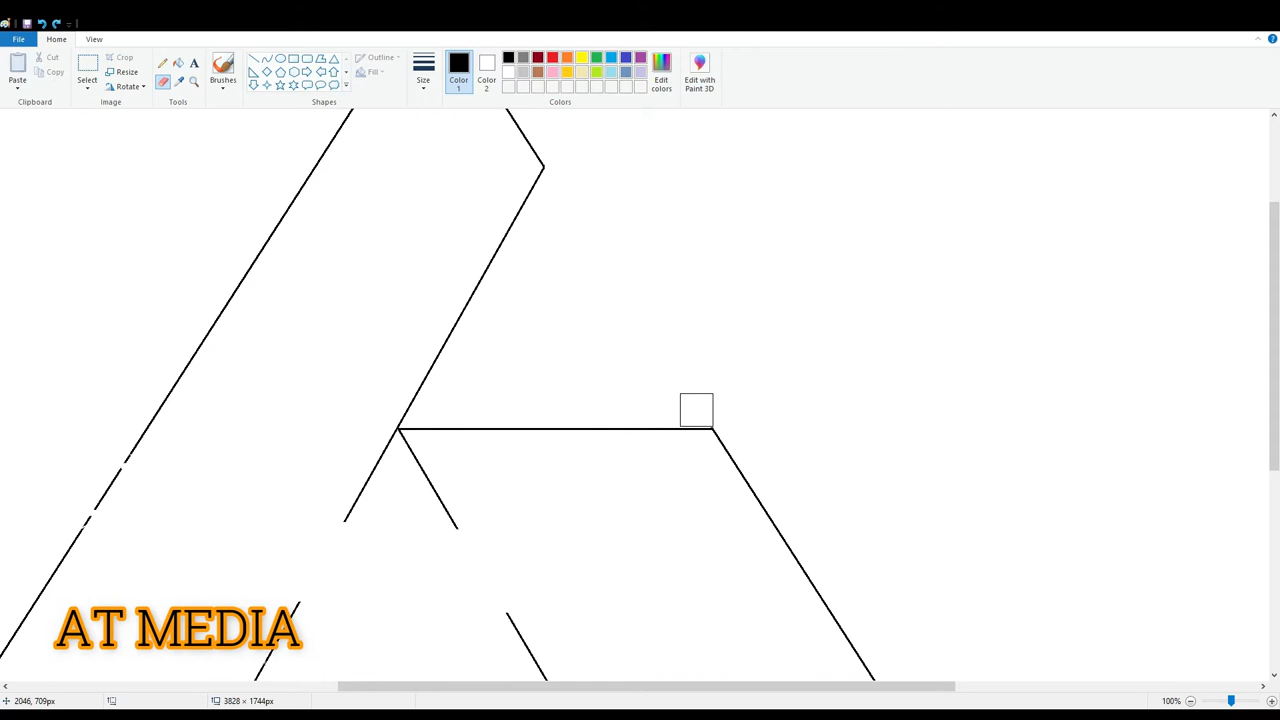 File Home View
Cut
Copy
Paste
Clipboard
Select
Crop
Resize
Rotate
Image
A
Tools
Brushes
Outline
Fill
Shapes
Size
Color
1
Color
2
Edit
colors
Colors
Edit with
Paint 3D
AT MEDIA
2046, 709px
3828 × 1744px
100%